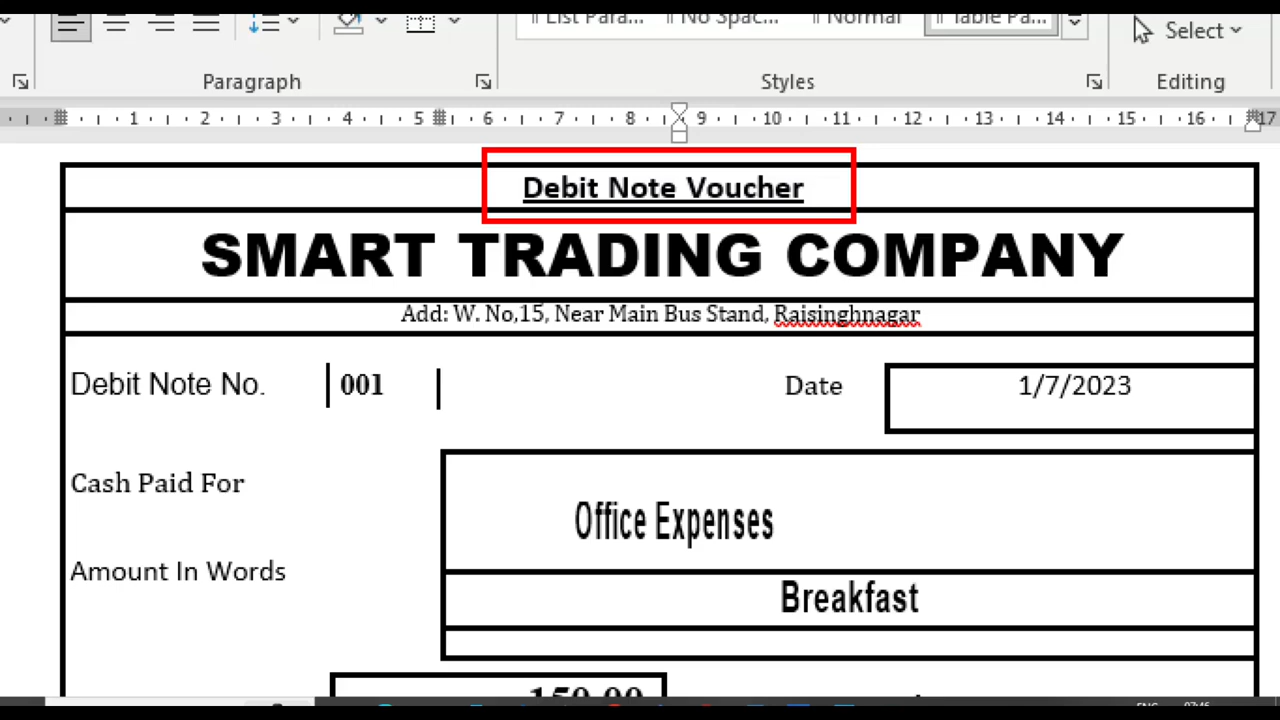 List Para... No Spac... Normal Table Pa... Select
Paragraph Styles Editing
1 2 3 4 5 6 7 8 9 10 11 12 13 14 15 16 17
Debit Note Voucher
SMART TRADING COMPANY
Add: W. No,15, Near Main Bus Stand, Raisinghnagar
Debit Note No. 001 Date 1/7/2023
Cash Paid For
Office Expenses
Amount In Words
Breakfast
150.00